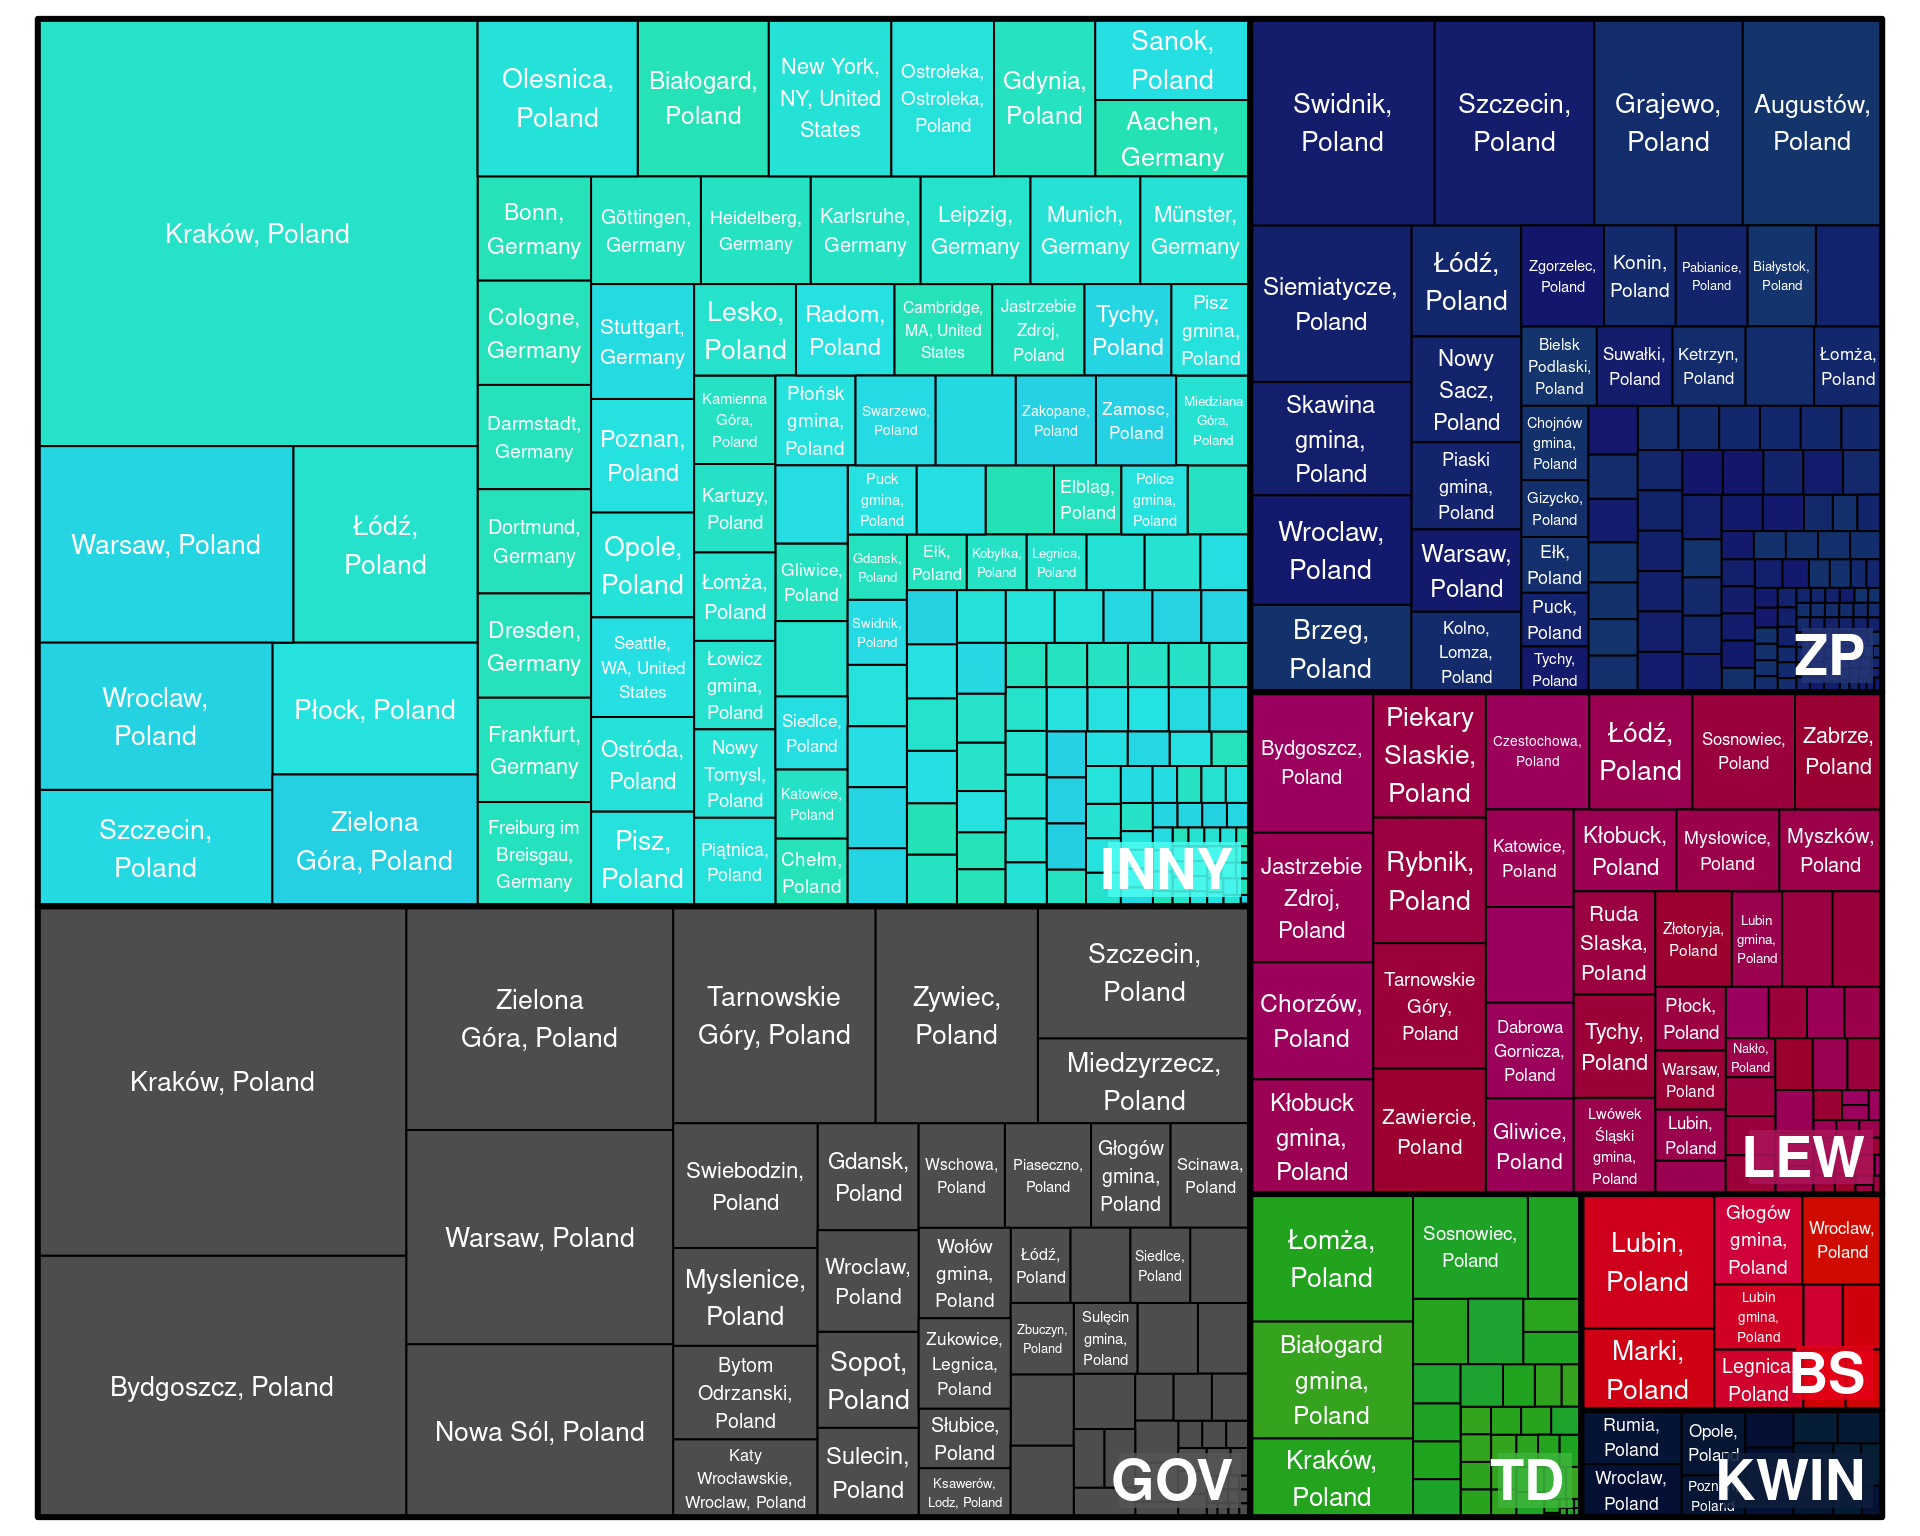 Kraków, Poland
Warsaw, Poland
Łódź,
Poland
Wroclaw,
Poland
Płock, Poland
Szczecin,
Poland
Zielona
Góra, Poland
Olesnica,
Poland
Białogard,
Poland
New York,
NY, United
States
Ostrołeka,
Ostroleka,
Poland
Gdynia,
Poland
Sanok,
Poland
Aachen,
Germany
Bonn,
Germany
Göttingen,
Germany
Heidelberg,
Germany
Karlsruhe,
Germany
Leipzig,
Germany
Munich,
Germany
Münster,
Germany
Cologne,
Germany
Darmstadt,
Germany
Dortmund,
Germany
Dresden,
Germany
Frankfurt,
Germany
Freiburg im
Breisgau,
Germany
Stuttgart,
Germany
Poznan,
Poland
Opole,
Poland
Seattle,
WA, United
States
Ostróda,
Poland
Pisz,
Poland
Lesko,
Poland
Radom,
Poland
Cambridge,
MA, United
States
Jastrzebie
Zdroj,
Poland
Tychy,
Poland
Pisz
gmina,
Poland
Kamienna
Góra,
Poland
Kartuzy,
Poland
Łomża,
Poland
Łowicz
gmina,
Poland
Nowy
Tomysl,
Poland
Piątnica,
Poland
Płońsk
gmina,
Poland
Swarzewo,
Poland
Zakopane,
Poland
Zamosc,
Poland
Miedziana
Góra,
Poland
Gliwice,
Poland
Siedlce,
Poland
Katowice,
Poland
Chełm,
Poland
Puck
gmina,
Poland
Elblag,
Poland
Police
gmina,
Poland
Gdansk,
Poland
Ełk,
Poland
Kobyłka,
Poland
Legnica,
Poland
Swidnik,
Poland
INNY
Swidnik,
Poland
Szczecin,
Poland
Grajewo,
Poland
Augustów,
Poland
Siemiatycze,
Poland
Skawina
gmina,
Poland
Wroclaw,
Poland
Brzeg,
Poland
Łódź,
Poland
Nowy
Sacz,
Poland
Piaski
gmina,
Poland
Warsaw,
Poland
Kolno,
Lomza,
Poland
Zgorzelec,
Poland
Konin,
Poland
Pabianice,
Poland
Białystok,
Poland
Bielsk
Podlaski,
Poland
Suwałki,
Poland
Ketrzyn,
Poland
Łomża,
Poland
Chojnów
gmina,
Poland
Gizycko,
Poland
Ełk,
Poland
Puck,
Poland
Tychy,
Poland
ZP
Bydgoszcz,
Poland
Jastrzebie
Zdroj,
Poland
Chorzów,
Poland
Kłobuck
gmina,
Poland
Piekary
Slaskie,
Poland
Rybnik,
Poland
Tarnowskie
Góry,
Poland
Zawiercie,
Poland
Czestochowa,
Poland
Łódź,
Poland
Sosnowiec,
Poland
Zabrze,
Poland
Katowice,
Poland
Dabrowa
Gornicza,
Poland
Gliwice,
Poland
Kłobuck,
Poland
Mysłowice,
Poland
Myszków,
Poland
Ruda
Slaska,
Poland
Tychy,
Poland
Lwówek
Śląski
gmina,
Poland
Złotoryja,
Poland
Lubin
gmina,
Poland
Płock,
Poland
Warsaw,
Poland
Lubin,
Poland
Nakło,
Poland
LEW
Kraków, Poland
Bydgoszcz, Poland
Zielona
Góra, Poland
Warsaw, Poland
Nowa Sól, Poland
Tarnowskie
Góry, Poland
Zywiec,
Poland
Szczecin,
Poland
Miedzyrzecz,
Poland
Swiebodzin,
Poland
Myslenice,
Poland
Bytom
Odrzanski,
Poland
Katy
Wrocławskie,
Wroclaw, Poland
Gdansk,
Poland
Wroclaw,
Poland
Sopot,
Poland
Sulecin,
Poland
Wschowa,
Poland
Piaseczno,
Poland
Głogów
gmina,
Poland
Scinawa,
Poland
Wołów
gmina,
Poland
Zukowice,
Legnica,
Poland
Słubice,
Poland
Ksawerów,
Lodz, Poland
Łódź,
Poland
Siedlce,
Poland
Zbuczyn,
Poland
Sulęcin
gmina,
Poland
GOV
Łomża,
Poland
Białogard
gmina,
Poland
Kraków,
Poland
Sosnowiec,
Poland
TD
Lubin,
Poland
Marki,
Poland
Głogów
gmina,
Poland
Wroclaw,
Poland
Lubin
gmina,
Poland
Legnica,
Poland
BS
Rumia,
Poland
Wroclaw,
Poland
Opole,
Poland
Poland
KWIN